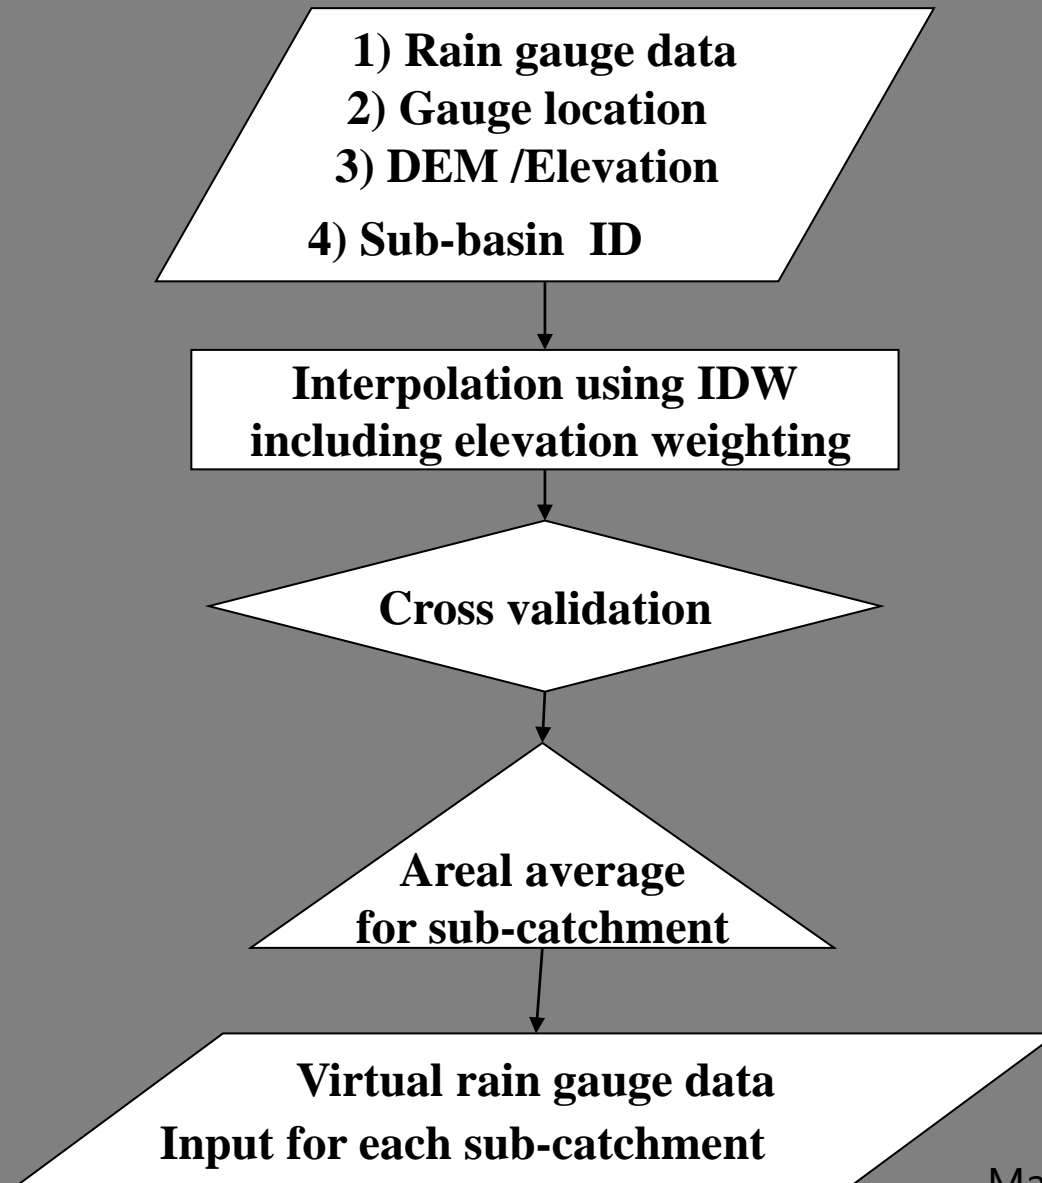 1) Rain gauge data
2) Gauge location
3) DEM /Elevation
4) Sub-basin  ID
Interpolation using IDW
including elevation weighting
Cross validation
Areal average
for sub-catchment
Virtual rain gauge data
Input for each sub-catchment